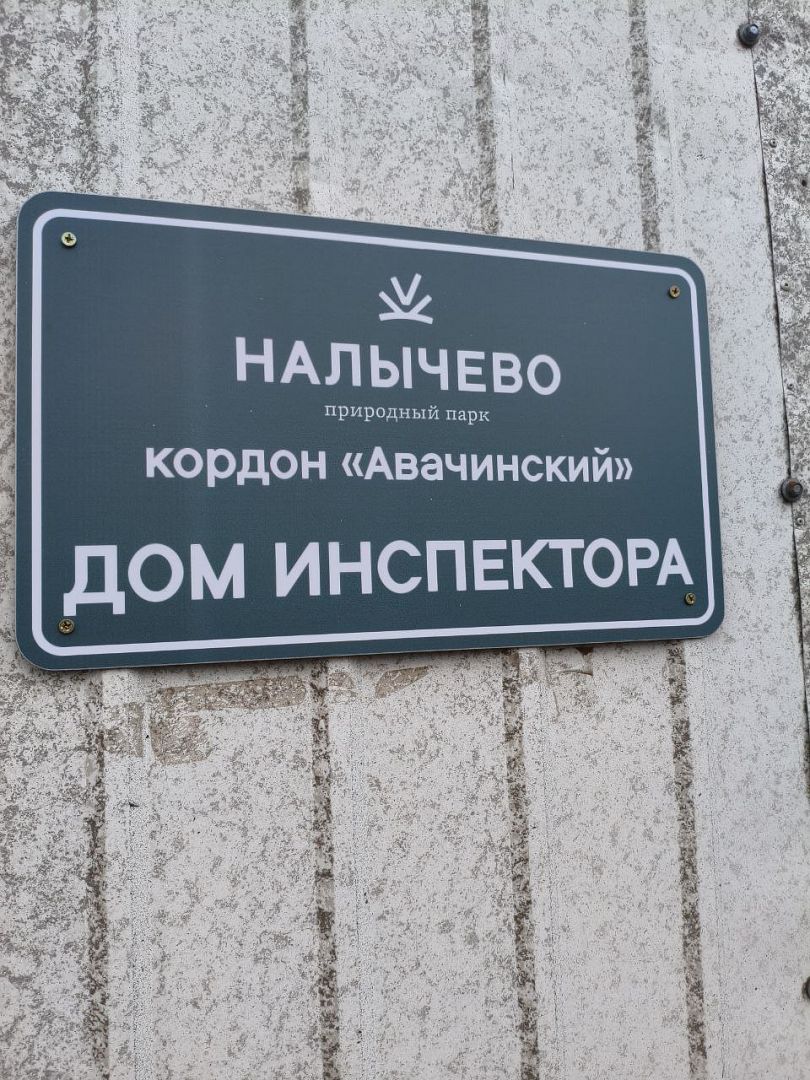 НАЛЫЧЕВО
природный парк
кордон «Авачинский»
ДОМ ИНСПЕКТОРА